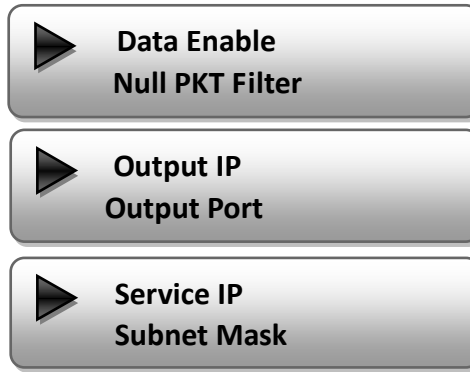 Data Enable
Null PKT Filter
Output IP
Output Port
Service IP
Subnet Mask